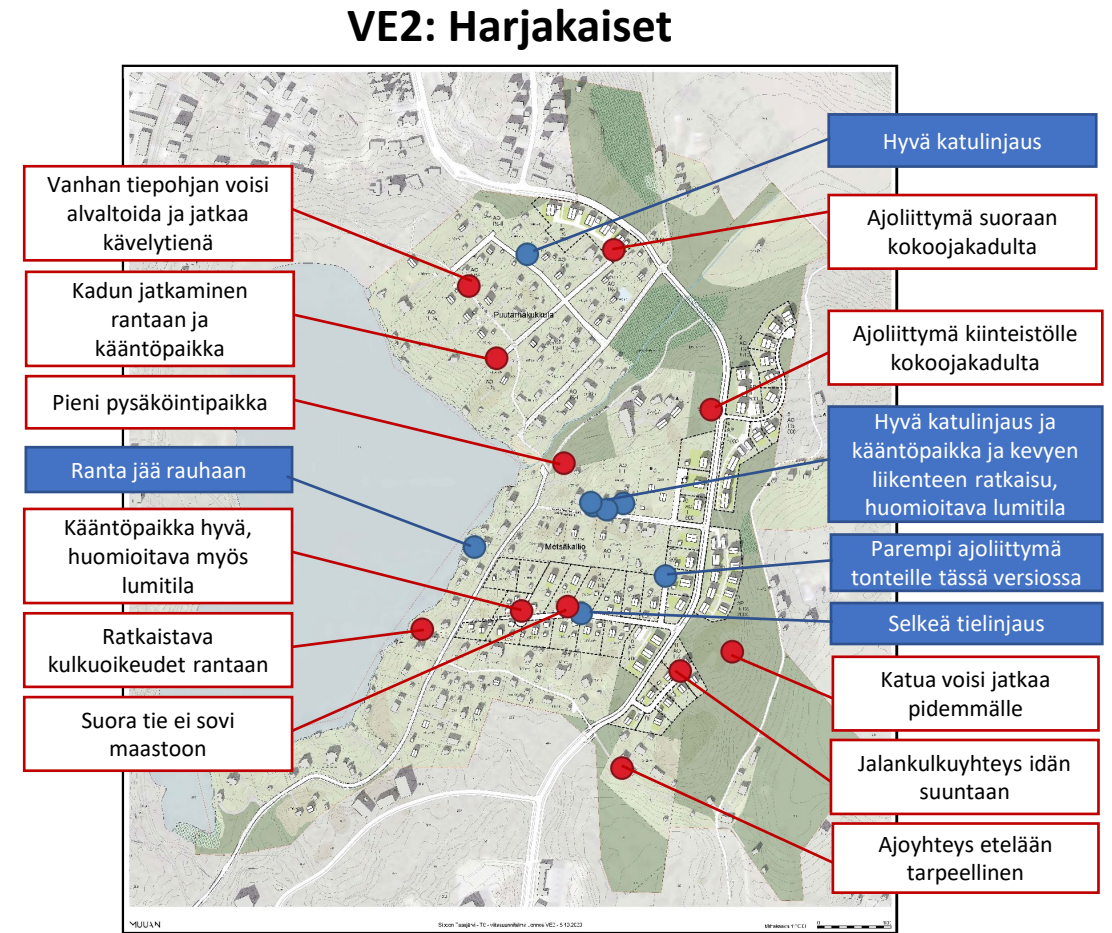 VE2: Harjakaiset
Vanhan tiepohjan voisi
alvaltoida ja jatkaa
kävelytienä
Kadun jatkaminen
rantaan ja
kääntöpaikka
Pieni pysäköintipaikka
Ranta jää rauhaan
Kääntöpaikka hyvä,
huomioitava myös
lumitila
Ratkaistava
kulkuoikeudet rantaan
Suora tie ei sovi
maastoon
Puutarhakukkula
Metsäkallio
Hyvä katulinjaus
Ajoliittymä suoraan
kokoojakadulta
Ajoliittymä kiinteistölle
kokoojakadulta
Hyvä katulinjaus ja
kääntöpaikka ja kevyen
liikenteen ratkaisu,
huomioitava lumitila
Parempi ajoliittymä
tonteille tässä versiossa
Selkeä tielinjaus
Katua voisi jatkaa
pidemmälle
Jalankulkuyhteys idän
suuntaan
Ajoyhteys etelään
tarpeellinen
MUUAN